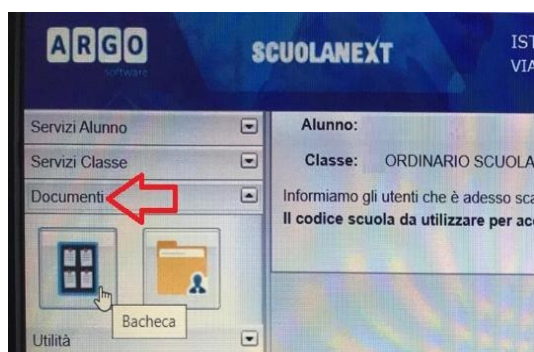 ARGO
software
SCUOLANEXT
IST
VIA
Servizi Alunno
Servizi Classe
Documenti
Bacheca
Utilità
Alunno:
Classe: ORDINARIO SCUOLA
Informiamo gli utenti che è adesso sca
Il codice scuola da utilizzare per acc